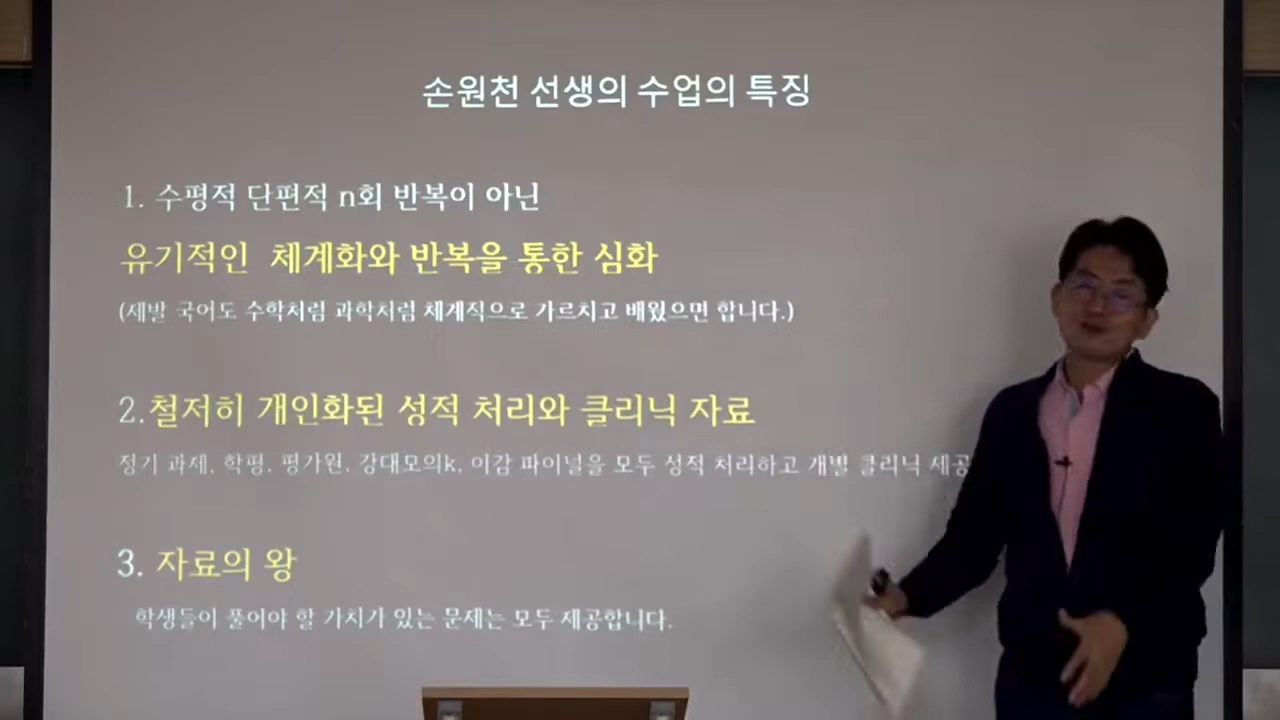 손원천 선생의 수업의 특징
1. 수평적 단편적 n회 반복이 아닌
유기적인 체계화와 반복을 통한 심화
(제발 국어도 수학처럼 과학처럼 체계적으로 가르치고 배웠으면 합니다.)
2.철저히 개인화된 성적 처리와 클리닉 자료
정기 과제, 학평, 평가원, 강대모의k, 이감 파이널을 모두 성적 처리하고 개별 클리닉 제공
3. 자료의 왕
학생들이 풀어야 할 가치가 있는 문제는 모두 제공합니다.